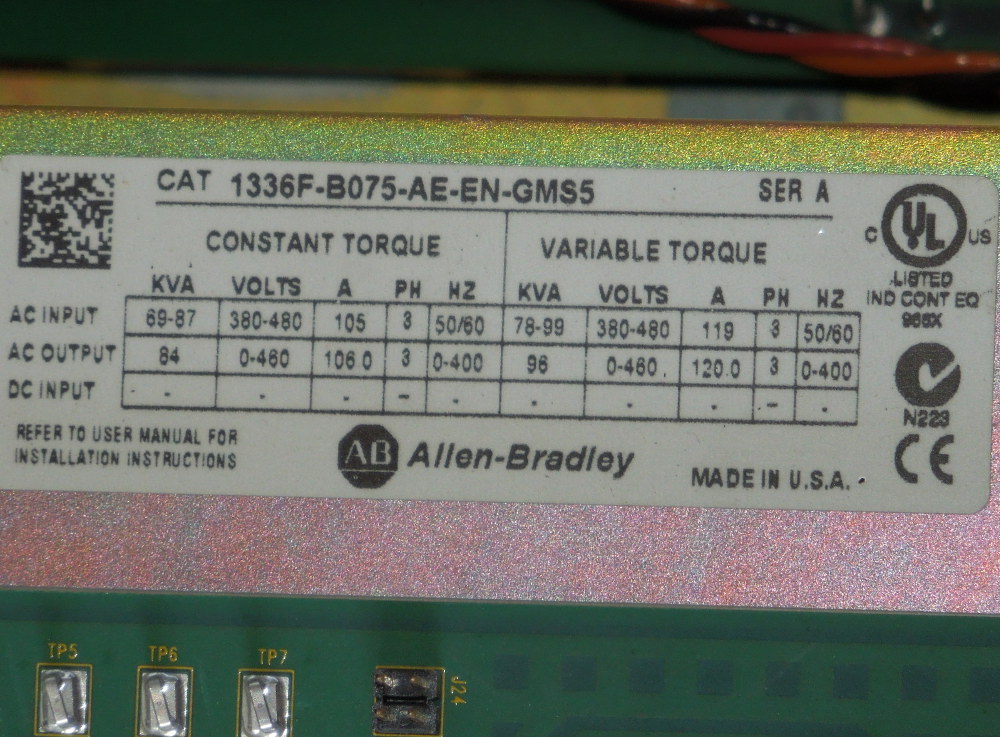 CAT 1336F-B075-AE-EN-GMS5 SER A
CONSTANT TORQUE VARIABLE TORQUE
KVA VOLTS A PH HZ KVA VOLTS A PH HZ
AC INPUT 69-87 380-480 105 3 50/60 78-99 380-480 119 3 50/60
AC OUTPUT 84 0-460 106.0 3 0-400 96 0-460 120.0 3 0-400
DC INPUT - - - - - - - - - -
REFER TO USER MANUAL FOR
INSTALLATION INSTRUCTIONS
AB Allen-Bradley
MADE IN U.S.A.
C UL US
LISTED
IND CONT EQ
966X
N223
CE
TP5 TP6 TP7 J24